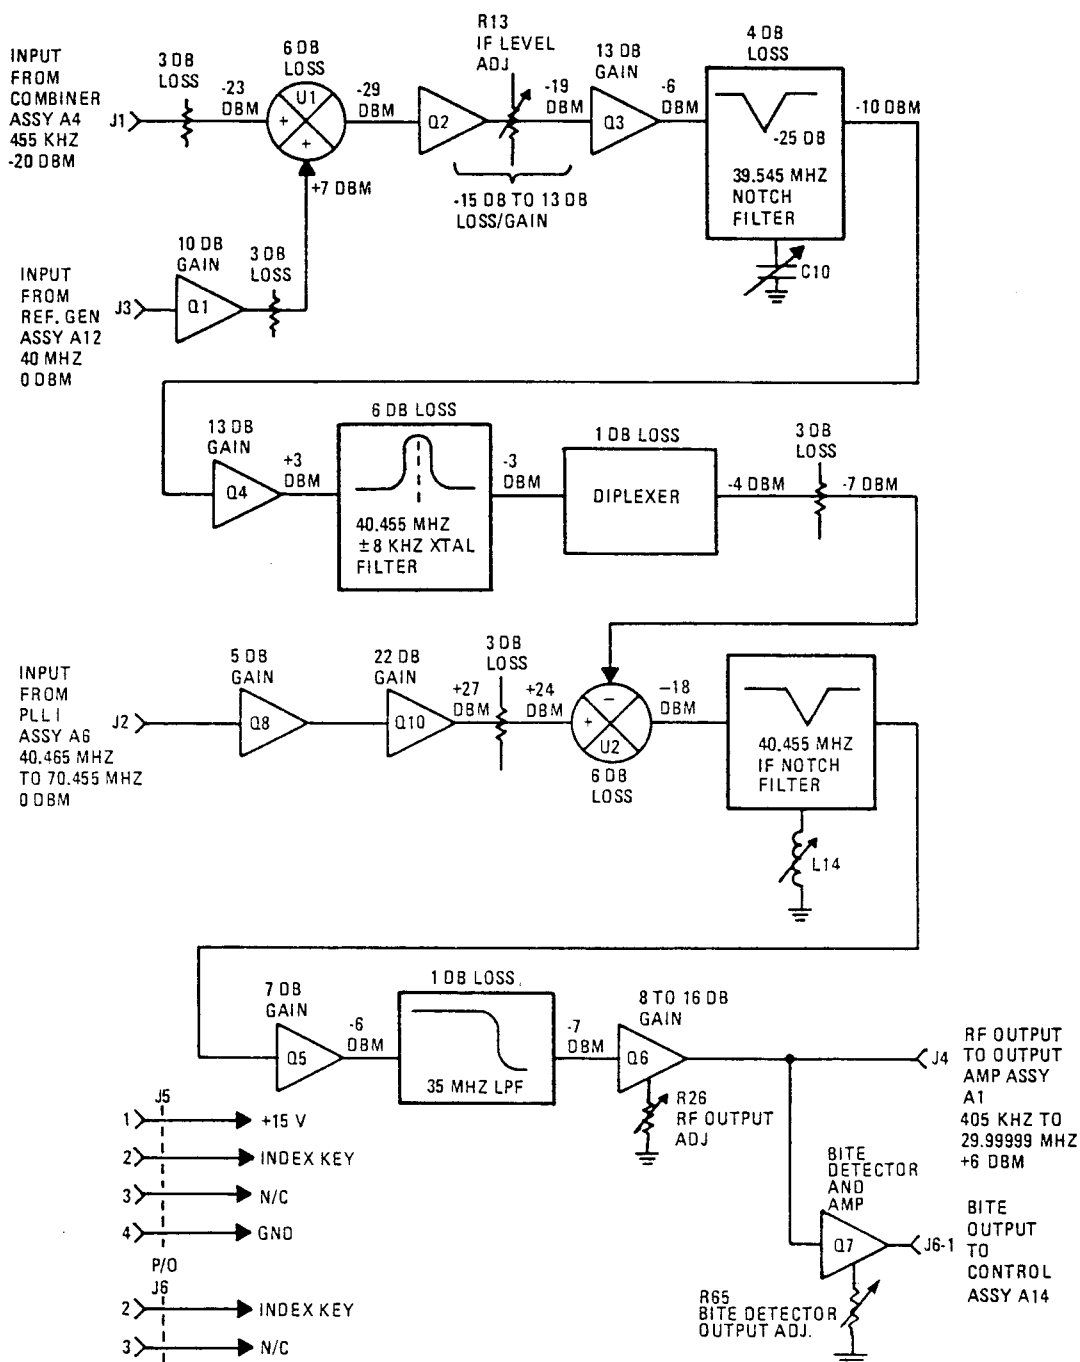 INPUT
FROM
COMBINER
ASSY A4
455 KHZ
-20 DBM
J1
3 DB
LOSS
-23
DBM
6 DB
LOSS
U1
+
+
-29
DBM
+7 DBM
Q2
R13
IF LEVEL
ADJ
-19
DBM
-15 DB TO 13 DB
LOSS/GAIN
13 DB
GAIN
Q3
-6
DBM
4 DB
LOSS
-25 DB
39.545 MHZ
NOTCH
FILTER
-10 DBM
C10
INPUT
FROM
REF. GEN
ASSY A12
40 MHZ
0 DBM
J3
10 DB
GAIN
Q1
3 DB
LOSS
13 DB
GAIN
Q4
+3
DBM
6 DB LOSS
40.455 MHZ
±8 KHZ XTAL
FILTER
-3
DBM
1 DB LOSS
DIPLEXER
-4 DBM
3 DB
LOSS
-7 DBM
INPUT
FROM
PLL I
ASSY A6
40.465 MHZ
TO 70.455 MHZ
0 DBM
J2
5 DB
GAIN
Q8
22 DB
GAIN
Q10
+27
DBM
3 DB
LOSS
+24
DBM
−
+
U2
6 DB
LOSS
−18
DBM
40.455 MHZ
IF NOTCH
FILTER
L14
7 DB
GAIN
Q5
-6
DBM
1 DB LOSS
35 MHZ LPF
-7
DBM
8 TO 16 DB
GAIN
Q6
R26
RF OUTPUT
ADJ
J4
RF OUTPUT
TO OUTPUT
AMP ASSY
A1
405 KHZ TO
29.99999 MHZ
+6 DBM
BITE
DETECTOR
AND
AMP
Q7
J6-1
BITE
OUTPUT
TO
CONTROL
ASSY A14
R65
BITE DETECTOR
OUTPUT ADJ.
J5
1 +15 V
2 INDEX KEY
3 N/C
4 GND
P/O
J6
2 INDEX KEY
3 N/C